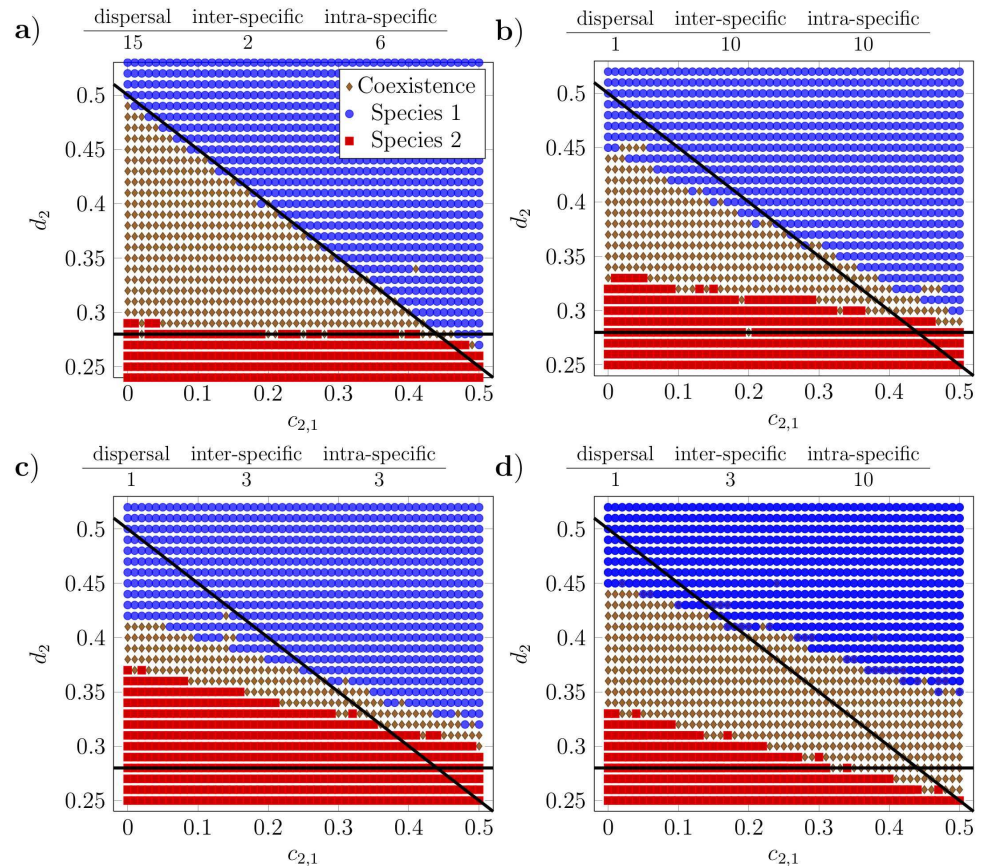 a)
dispersal inter-specific intra-specific
15 2 6
Coexistence
Species 1
Species 2
0.5
0.45
0.4
0.35
0.3
0.25
d2
0 0.1 0.2 0.3 0.4 0.5
c2,1
b)
dispersal inter-specific intra-specific
1 10 10
0.5
0.45
0.4
0.35
0.3
0.25
d2
0 0.1 0.2 0.3 0.4 0.5
c2,1
c)
dispersal inter-specific intra-specific
1 3 3
0.5
0.45
0.4
0.35
0.3
0.25
d2
0 0.1 0.2 0.3 0.4 0.5
c2,1
d)
dispersal inter-specific intra-specific
1 3 10
0.5
0.45
0.4
0.35
0.3
0.25
d2
0 0.1 0.2 0.3 0.4 0.5
c2,1